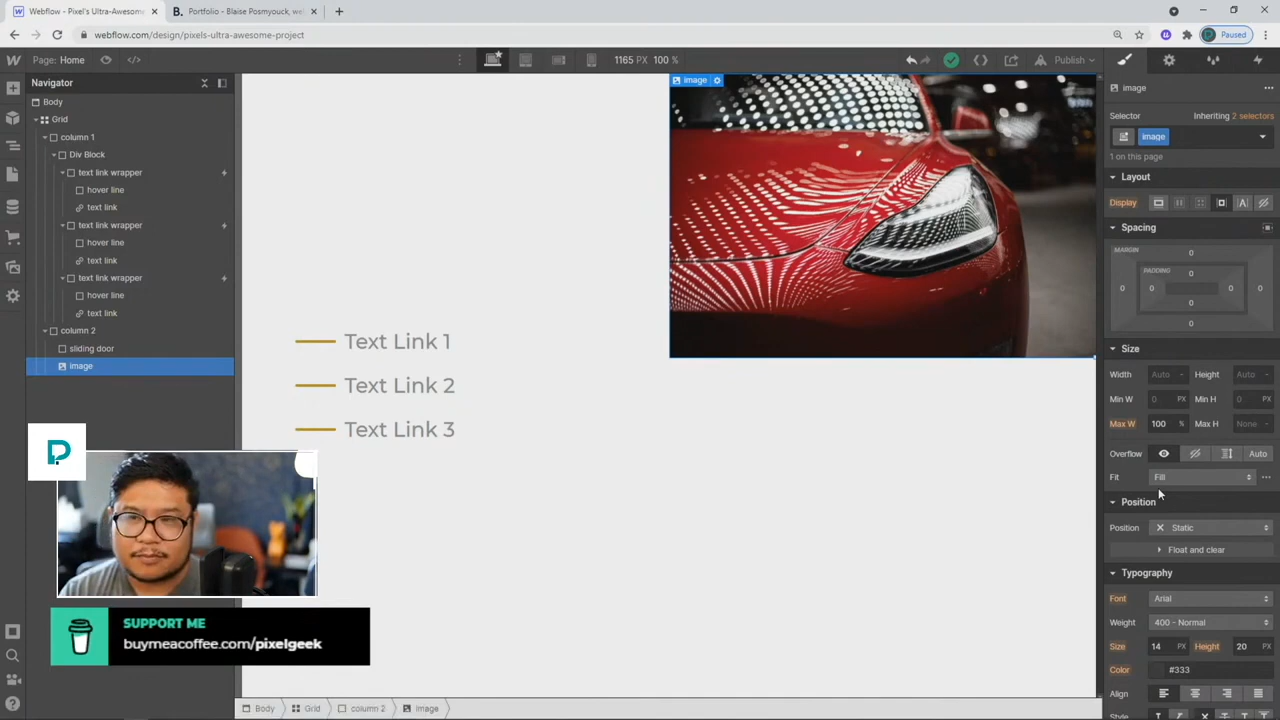 Webflow - Pixel's Ultra-Awesome
Portfolio - Blaise Posmyouck, we
Paused
webflow.com/design/pixels-ultra-awesome-project
Page: Home
1165 PX 100 %
Publish
Navigator
Body
Grid
column 1
Div Block
text link wrapper
hover line
text link
text link wrapper
hover line
text link
text link wrapper
hover line
text link
column 2
sliding door
image
image
Text Link 1
Text Link 2
Text Link 3
SUPPORT ME
buymeacoffee.com/pixelgeek
Body
Grid
column 2
image
image
Selector
Inheriting 2 selectors
image
1 on this page
Layout
Display
Spacing
MARGIN
0
PADDING
0
0
0
0
0
0
0
Size
Width Auto - Height Auto -
Min W 0 PX Min H 0 PX
Max W 100 % Max H None -
Overflow Auto
Fit Fill
Position
Position Static
Float and clear
Typography
Font Arial
Weight 400 - Normal
Size 14 PX Height 20 PX
Color #333
Align
Style